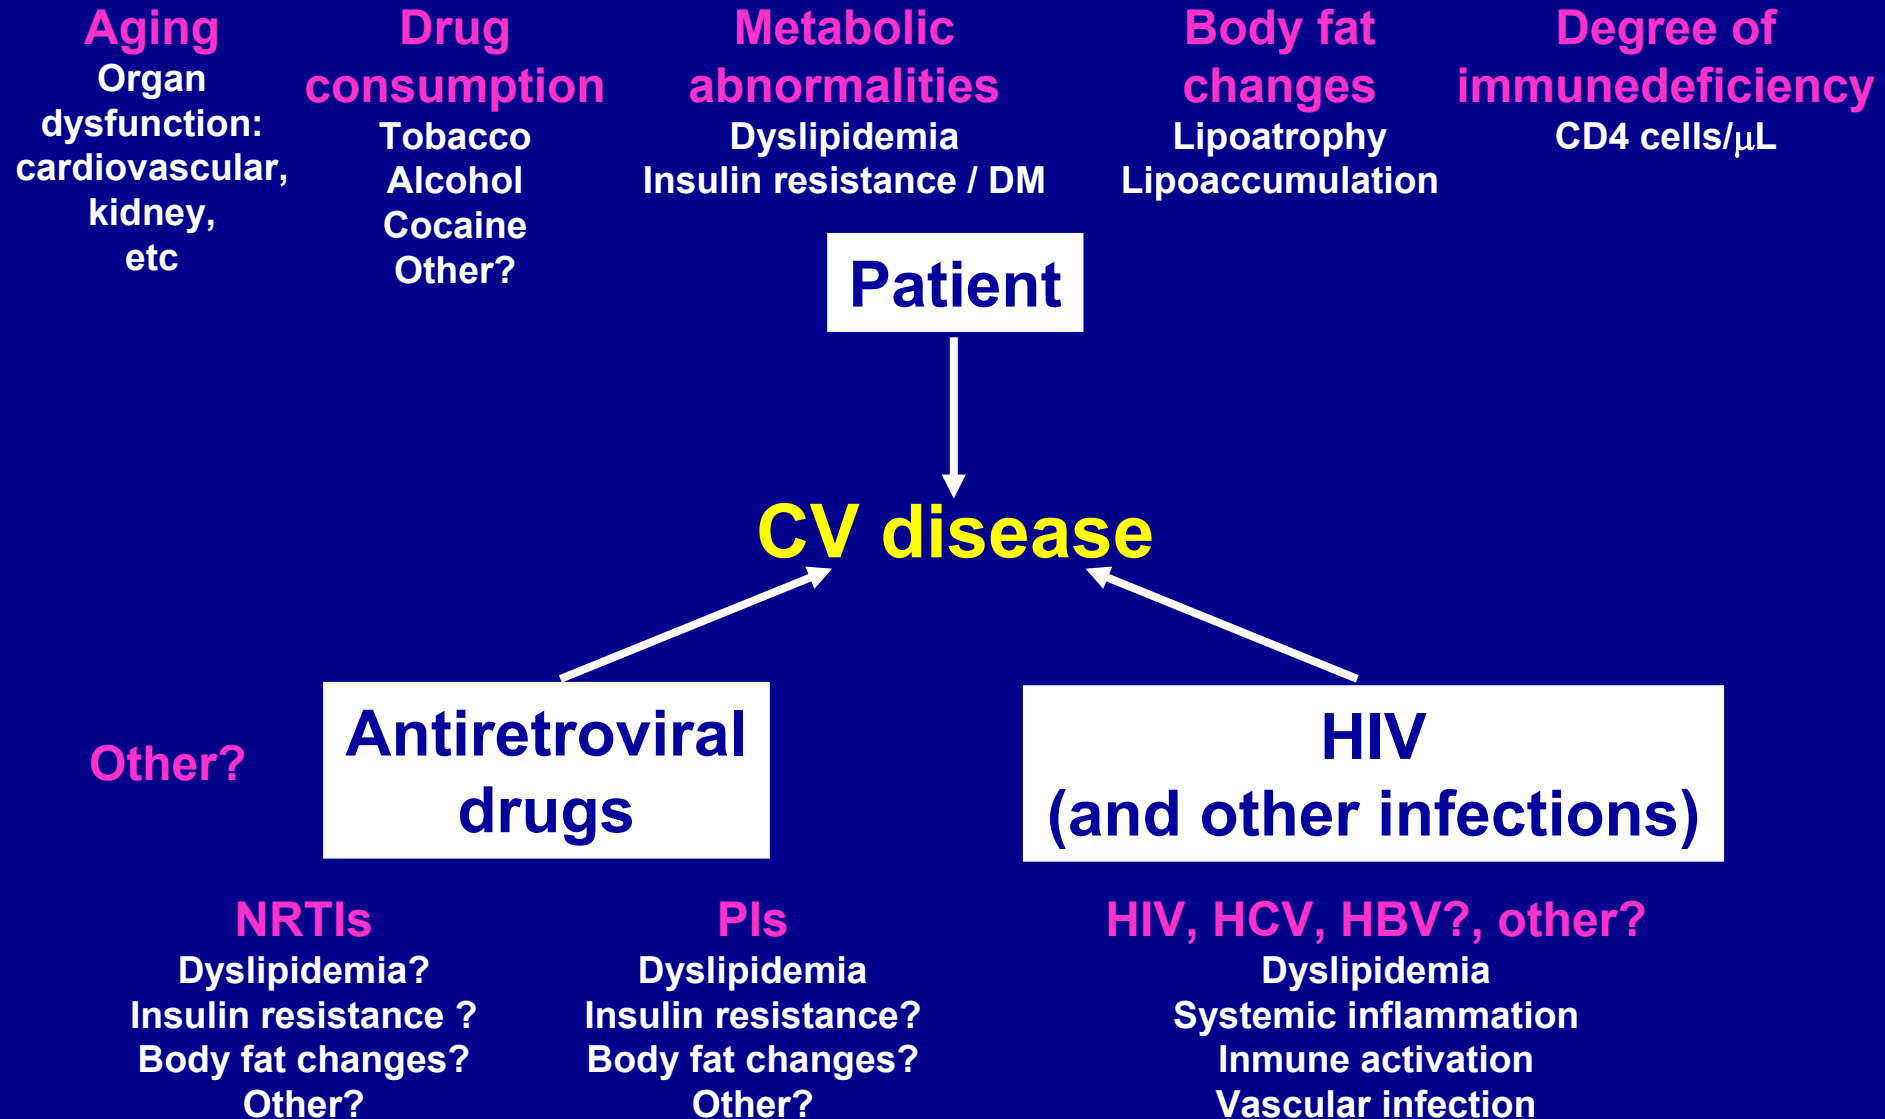 Aging
Organ
dysfunction:
cardiovascular,
kidney,
etc
Drug
consumption
Tobacco
Alcohol
Cocaine
Other?
Metabolic
abnormalities
Dyslipidemia
Insulin resistance / DM
Body fat
changes
Lipoatrophy
Lipoaccumulation
Degree of
immunedeficiency
CD4 cells/μL
Patient
CV disease
Other?
Antiretroviral
drugs
HIV
(and other infections)
NRTIs
Dyslipidemia?
Insulin resistance ?
Body fat changes?
Other?
PIs
Dyslipidemia
Insulin resistance?
Body fat changes?
Other?
HIV, HCV, HBV?, other?
Dyslipidemia
Systemic inflammation
Inmune activation
Vascular infection